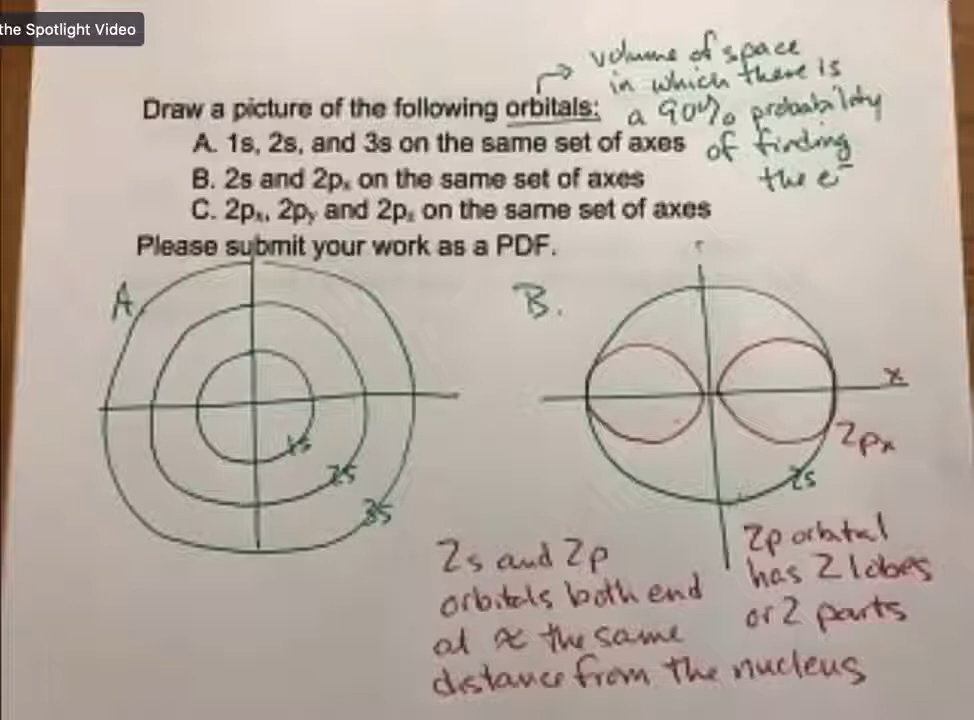 the Spotlight Video
volume of space
in which there is
Draw a picture of the following orbitals: a 90% probability
A. 1s, 2s, and 3s on the same set of axes of finding
the e⁻
B. 2s and 2pₓ on the same set of axes
C. 2pₓ, 2pᵧ and 2p𝓏 on the same set of axes
Please submit your work as a PDF.
A
B.
x
1s
2s
3s
2pₓ
2s
2s and 2p
orbitals both end
at ≈ the same
distance from the nucleus
2p orbital
has 2 lobes
or 2 parts